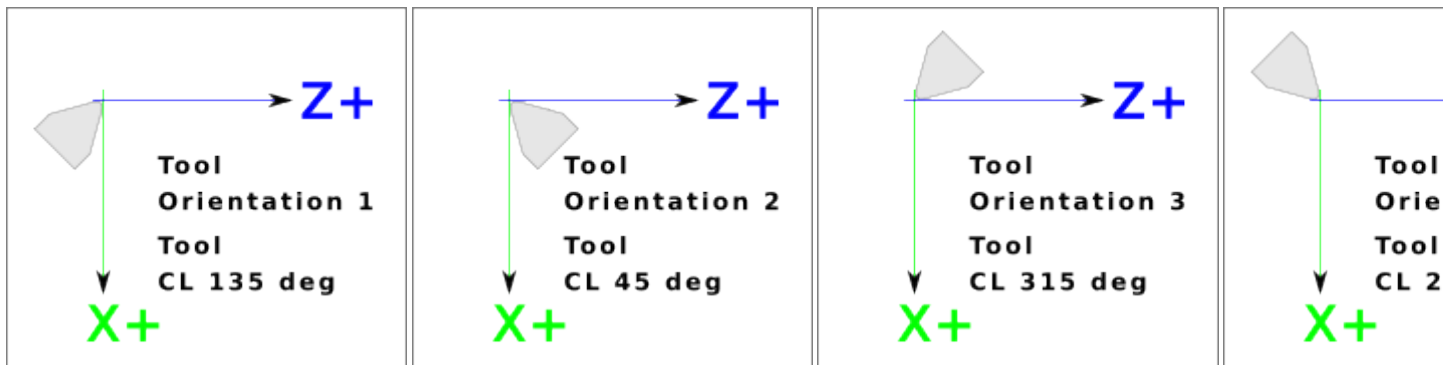 Z+
Tool
Orientation 1
Tool
CL 135 deg
X+
Z+
Tool
Orientation 2
Tool
CL 45 deg
X+
Z+
Tool
Orientation 3
Tool
CL 315 deg
X+
Tool
Tool
CL
X+